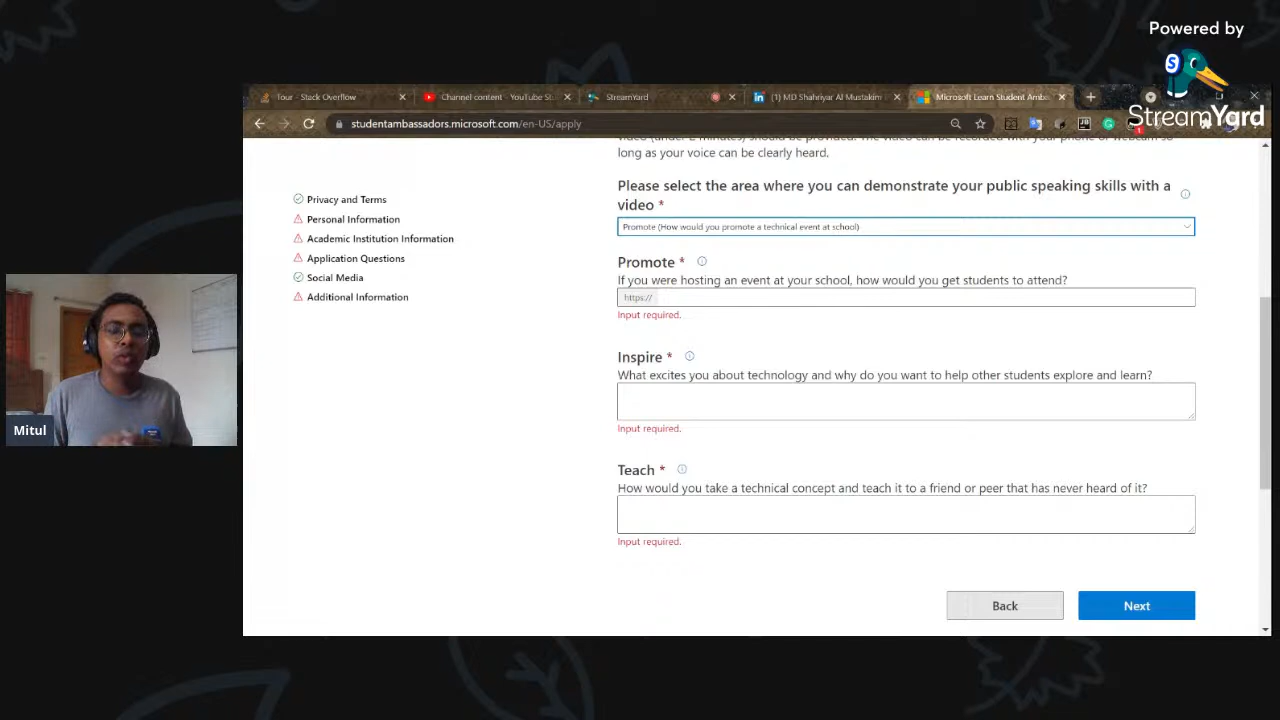 Powered by
StreamYard
Tour - Stack Overflow
Channel content - YouTube St
StreamYard
(1) MD Shahriyar Al Mustakim
Microsoft Learn Student Amb
studentambassadors.microsoft.com/en-US/apply
long as your voice can be clearly heard.
Privacy and Terms
Personal Information
Academic Institution Information
Application Questions
Social Media
Additional Information
Please select the area where you can demonstrate your public speaking skills with a
video *
Promote (How would you promote a technical event at school)
Promote *
If you were hosting an event at your school, how would you get students to attend?
https://
Input required.
Inspire *
What excites you about technology and why do you want to help other students explore and learn?
Input required.
Teach *
How would you take a technical concept and teach it to a friend or peer that has never heard of it?
Input required.
Back
Next
Mitul